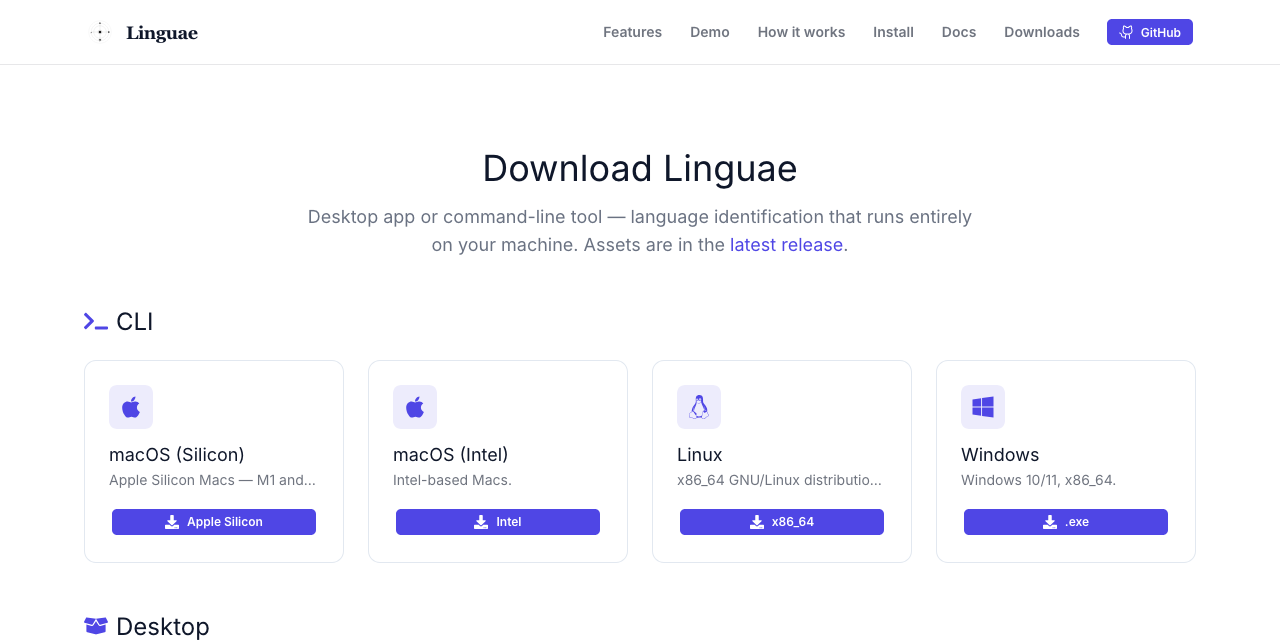 Linguae
Features
Demo
How it works
Install
Docs
Downloads
GitHub
Download Linguae
Desktop app or command-line tool — language identification that runs entirely
on your machine. Assets are in the latest release.
CLI
macOS (Silicon)
Apple Silicon Macs — M1 and...
Apple Silicon
macOS (Intel)
Intel-based Macs.
Intel
Linux
x86_64 GNU/Linux distributio...
x86_64
Windows
Windows 10/11, x86_64.
.exe
Desktop